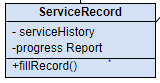 ServiceRecord
- serviceHistory
-progress Report
+fillRecord()